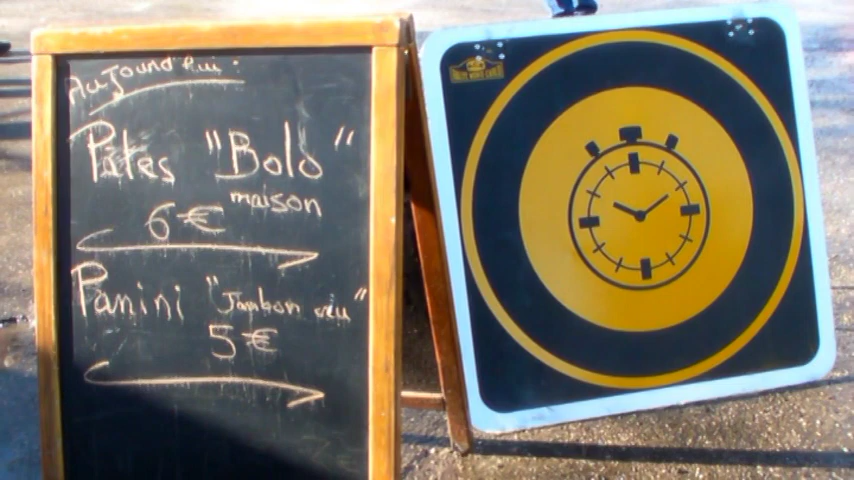 Aujourd'hui :
Pâtes "Bolo"
maison
6€
Panini "Jambon cru"
5€